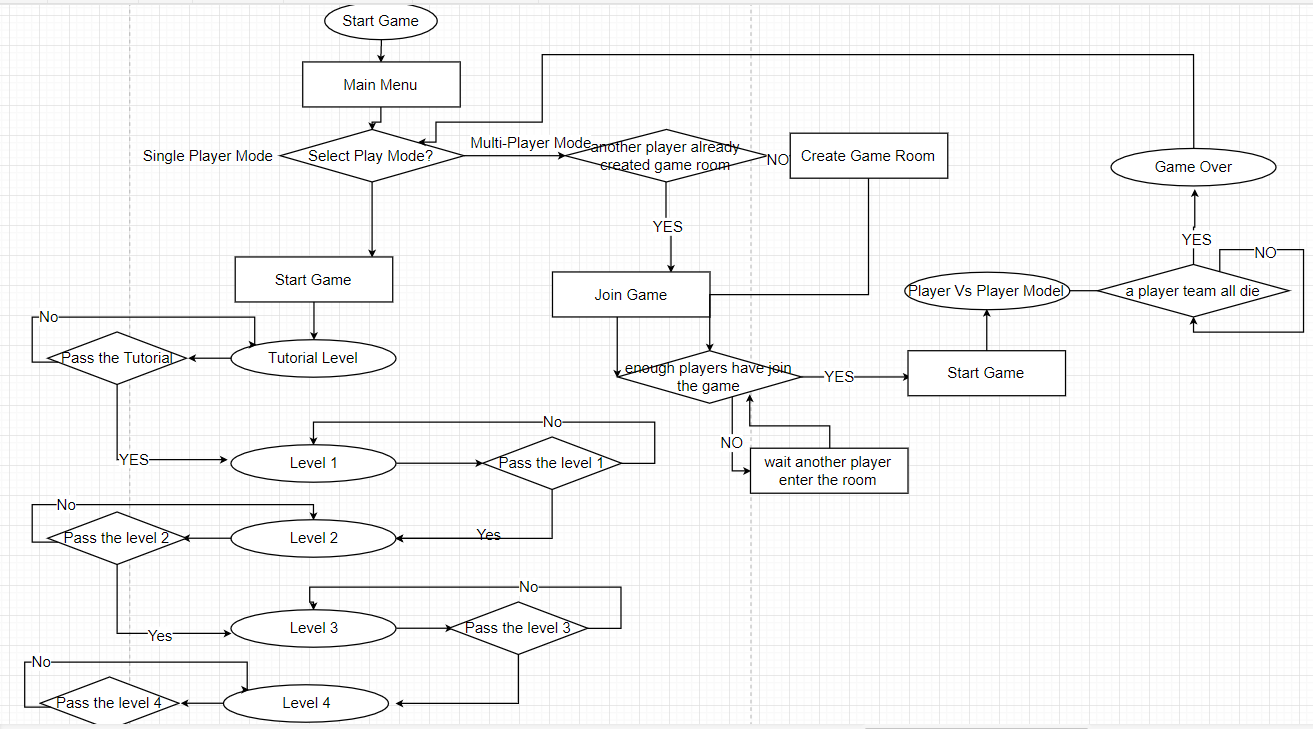 Start Game
Main Menu
Single Player Mode
Select Play Mode?
Multi-Player Mode
another player already
created game room
NO
Create Game Room
Game Over
YES
YES
NO
Start Game
Join Game
Player Vs Player Model
a player team all die
No
Pass the Tutorial
Tutorial Level
enough players have join
the game
YES
Start Game
No
NO
YES
Level 1
Pass the level 1
wait another player
enter the room
No
Pass the level 2
Level 2
Yes
No
Yes
Level 3
Pass the level 3
No
Pass the level 4
Level 4